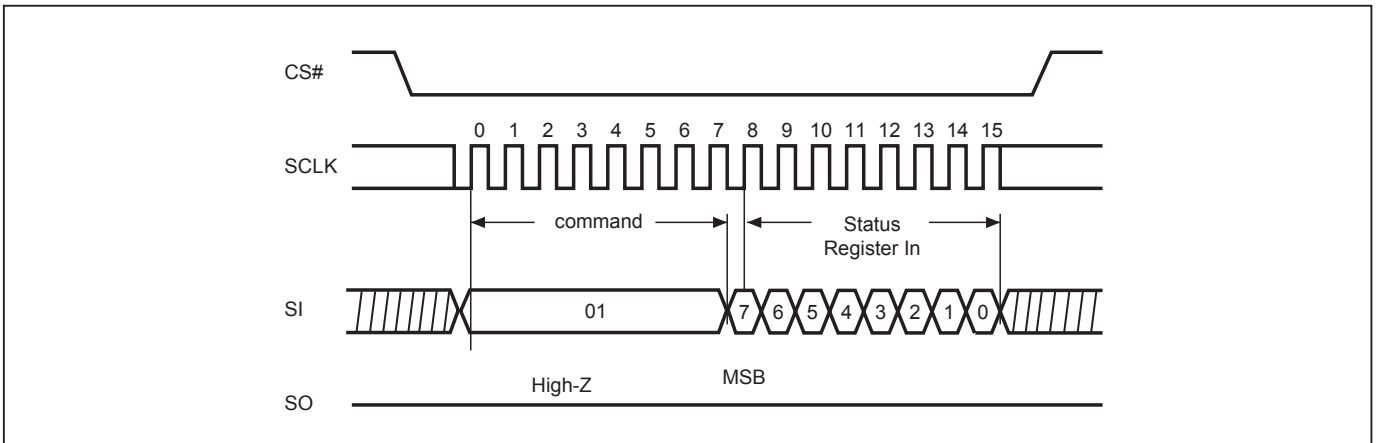 CS#
0 1 2 3 4 5 6 7 8 9 10 11 12 13 14 15
SCLK
command
Status
Register In
SI
01
7 6 5 4 3 2 1 0
High-Z
MSB
SO